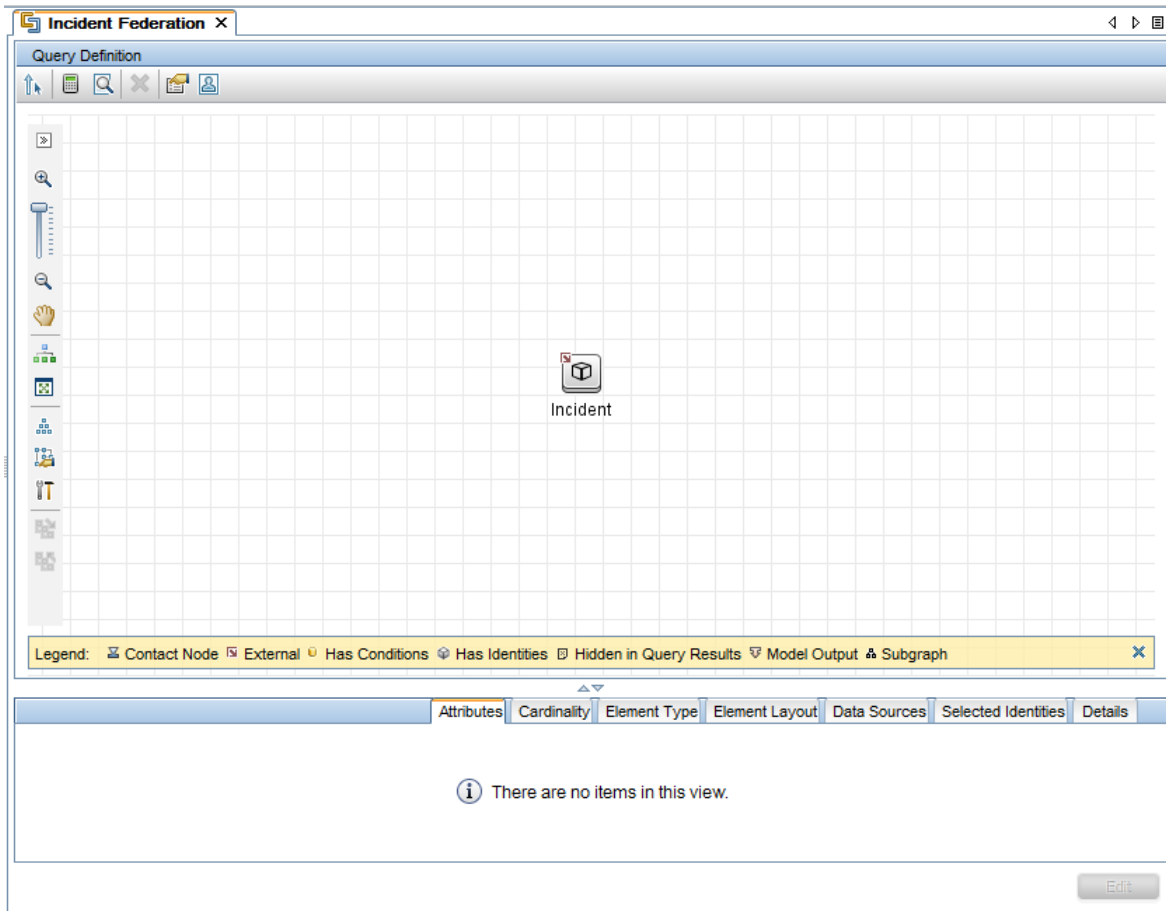 Incident Federation
Query Definition
Incident
Legend: Contact Node External Has Conditions Has Identities Hidden in Query Results Model Output Subgraph
Attributes Cardinality Element Type Element Layout Data Sources Selected Identities Details
There are no items in this view.
Edit